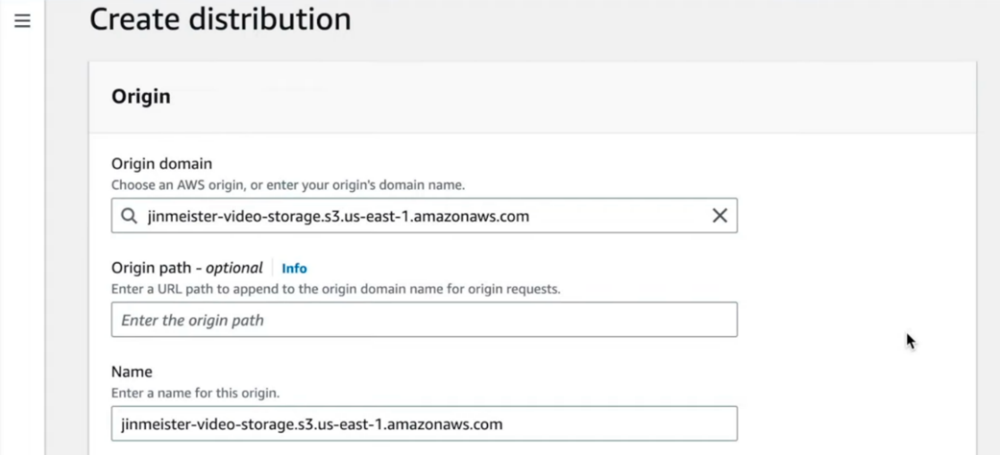 Create distribution
Origin
Origin domain
Choose an AWS origin, or enter your origin's domain name.
jinmeister-video-storage.s3.us-east-1.amazonaws.com
Origin path - optional Info
Enter a URL path to append to the origin domain name for origin requests.
Enter the origin path
Name
Enter a name for this origin.
jinmeister-video-storage.s3.us-east-1.amazonaws.com